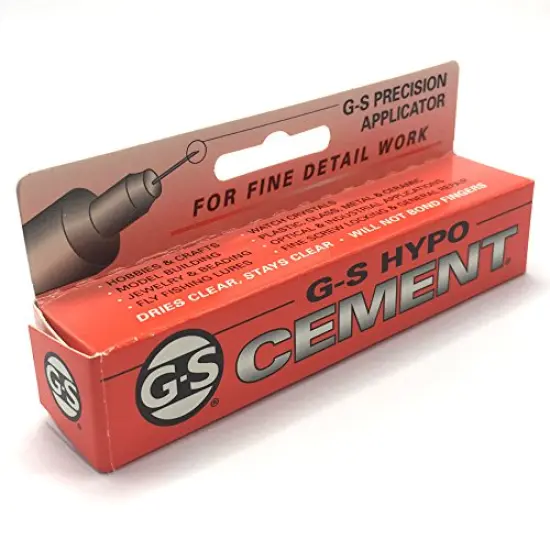 G-S PRECISION
APPLICATOR
FOR FINE DETAIL WORK
• HOBBIES & CRAFTS
• MODEL BUILDING
• JEWELRY & BEADING
• FLY FISHING LURES
• WATCH CRYSTALS
• PLASTIC, GLASS, METAL & CERAMIC
• OPTICAL & INDUSTRIAL APPLICATIONS
• FINE SCREW LOCKING & GENERAL REPAIR
DRIES CLEAR, STAYS CLEAR • WILL NOT BOND FINGERS
G-S HYPO
CEMENT®
G-S®
G-S